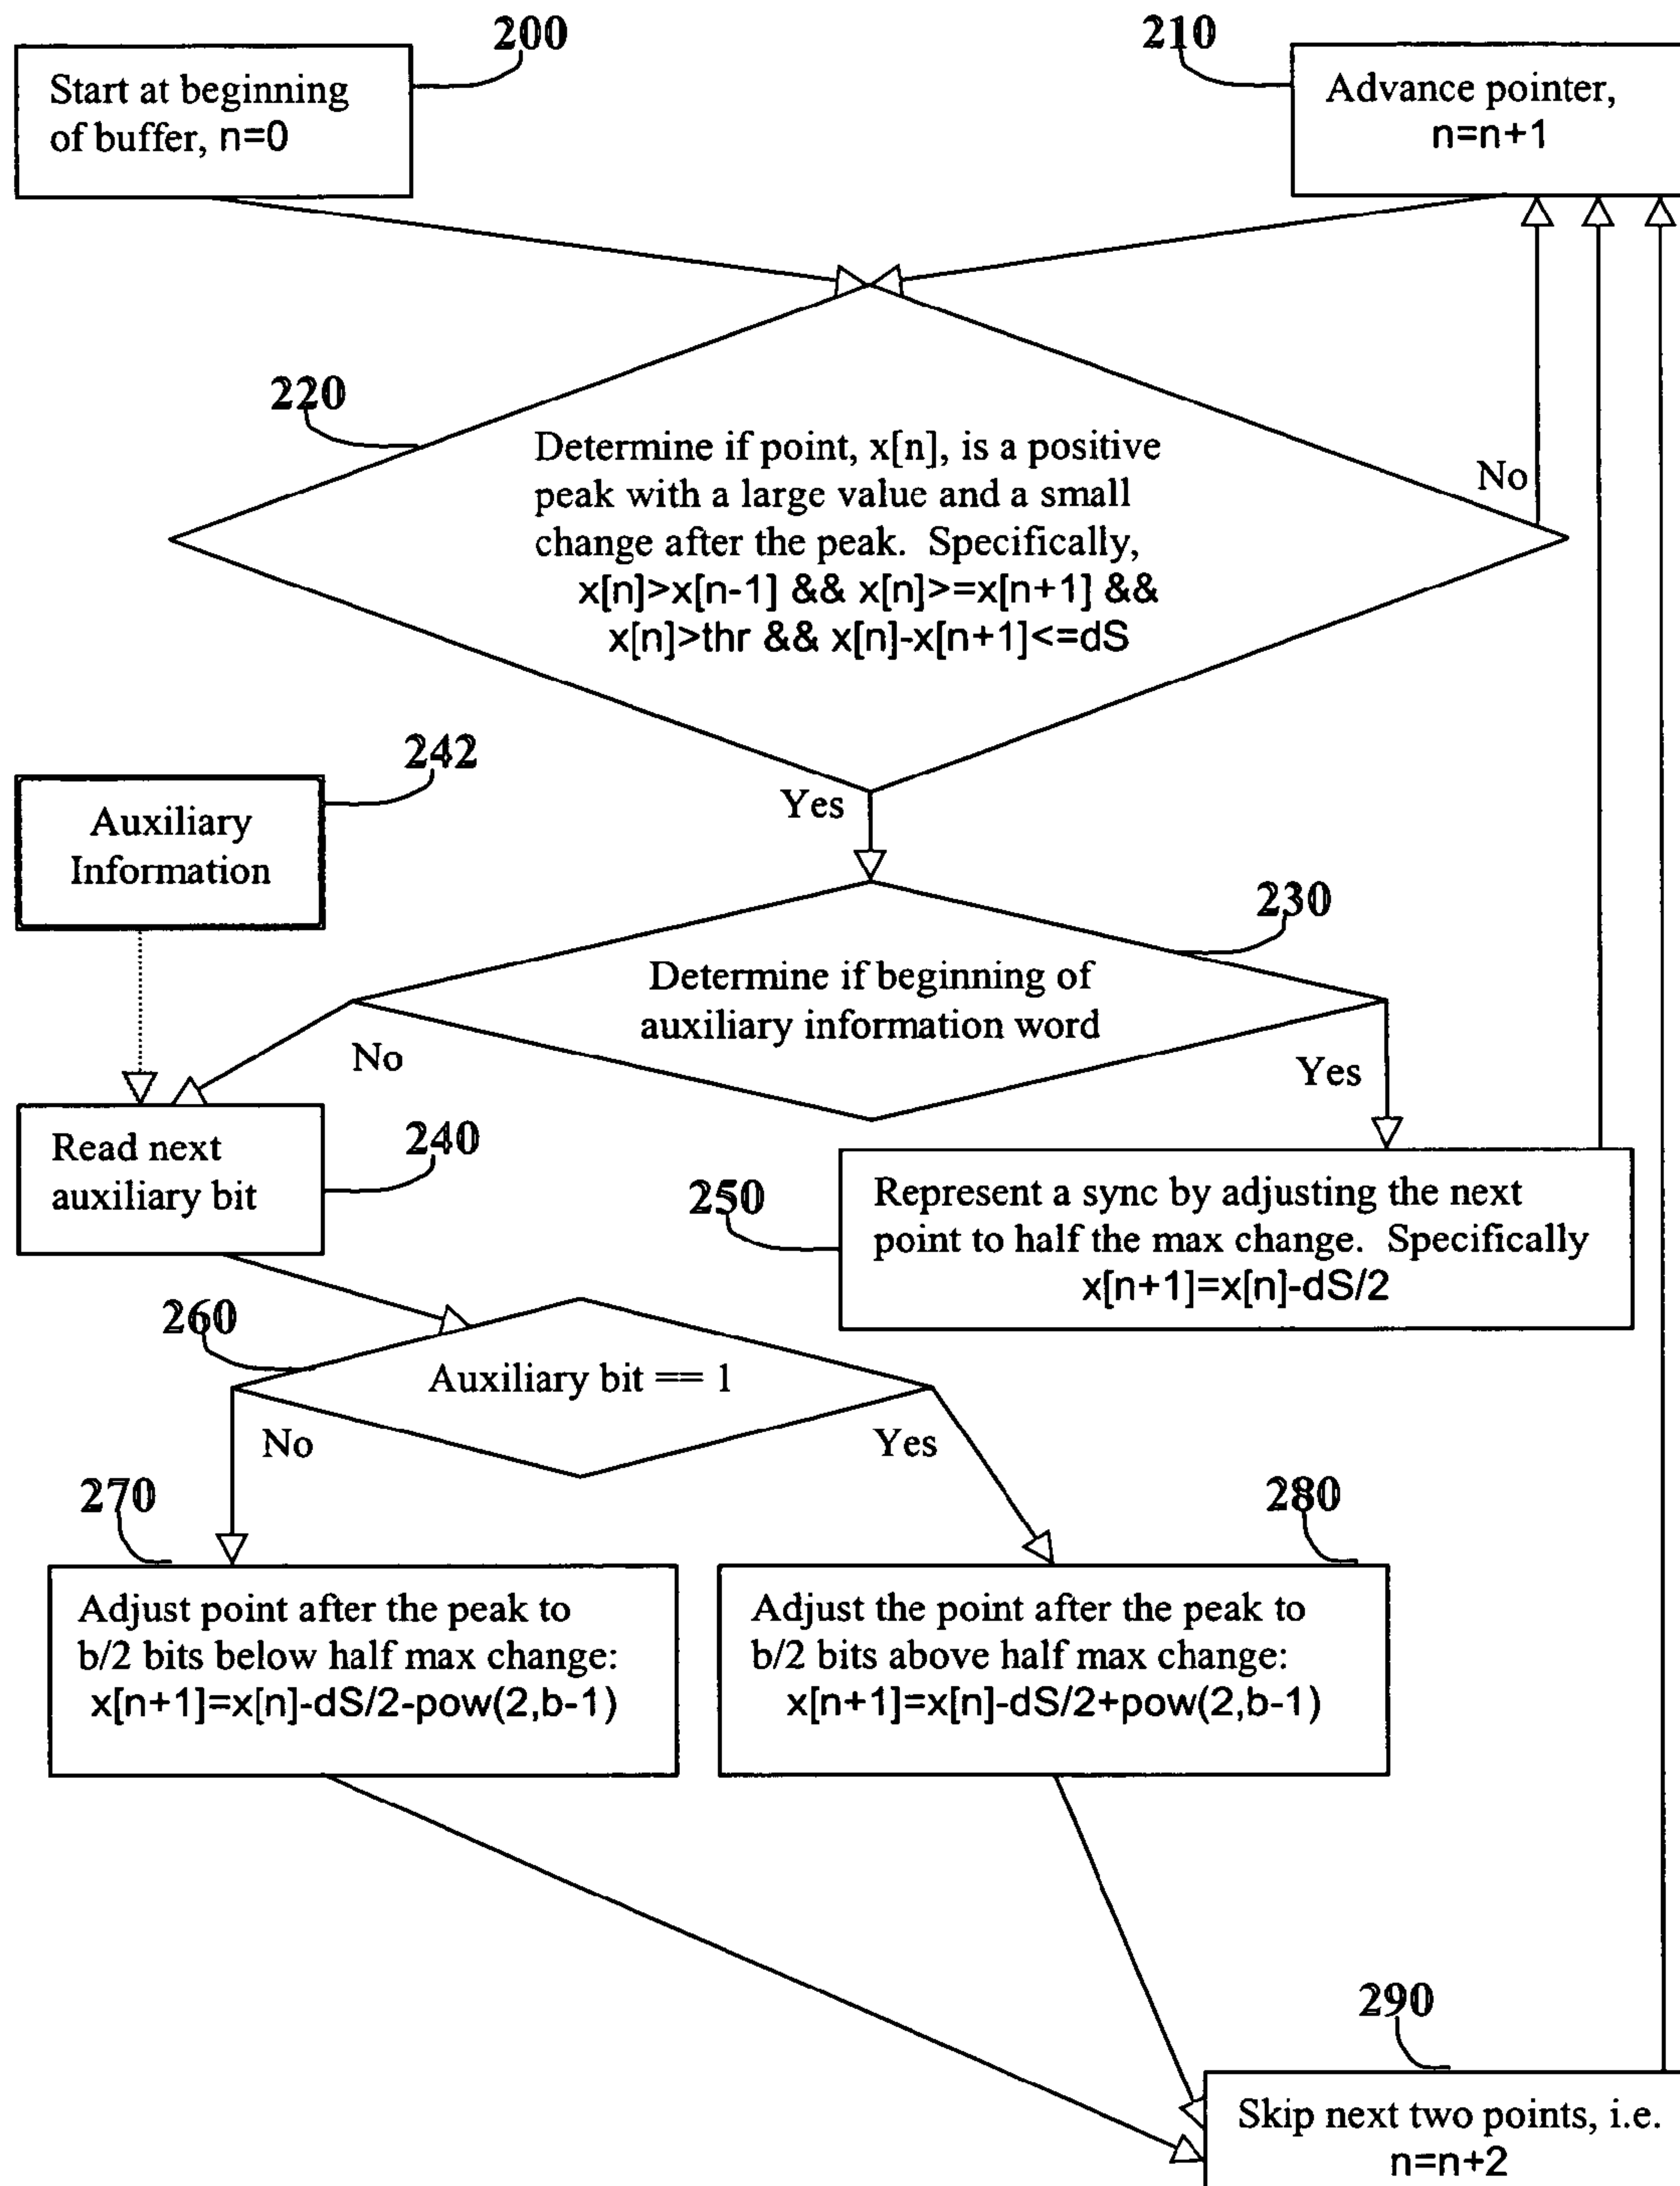 200
Start at beginning
of buffer, n=0
210
Advance pointer,
n=n+1
220
Determine if point, x[n], is a positive
peak with a large value and a small
change after the peak.  Specifically,
x[n]>x[n-1] && x[n]>=x[n+1] &&
x[n]>thr && x[n]-x[n+1]<=dS
No
Yes
242
Auxiliary
Information
230
Determine if beginning of
auxiliary information word
No
Yes
240
Read next
auxiliary bit
250
Represent a sync by adjusting the next
point to half the max change.  Specifically
x[n+1]=x[n]-dS/2
260
Auxiliary bit == 1
No
Yes
270
Adjust point after the peak to
b/2 bits below half max change:
x[n+1]=x[n]-dS/2-pow(2,b-1)
280
Adjust the point after the peak to
b/2 bits above half max change:
x[n+1]=x[n]-dS/2+pow(2,b-1)
290
Skip next two points, i.e.
n=n+2